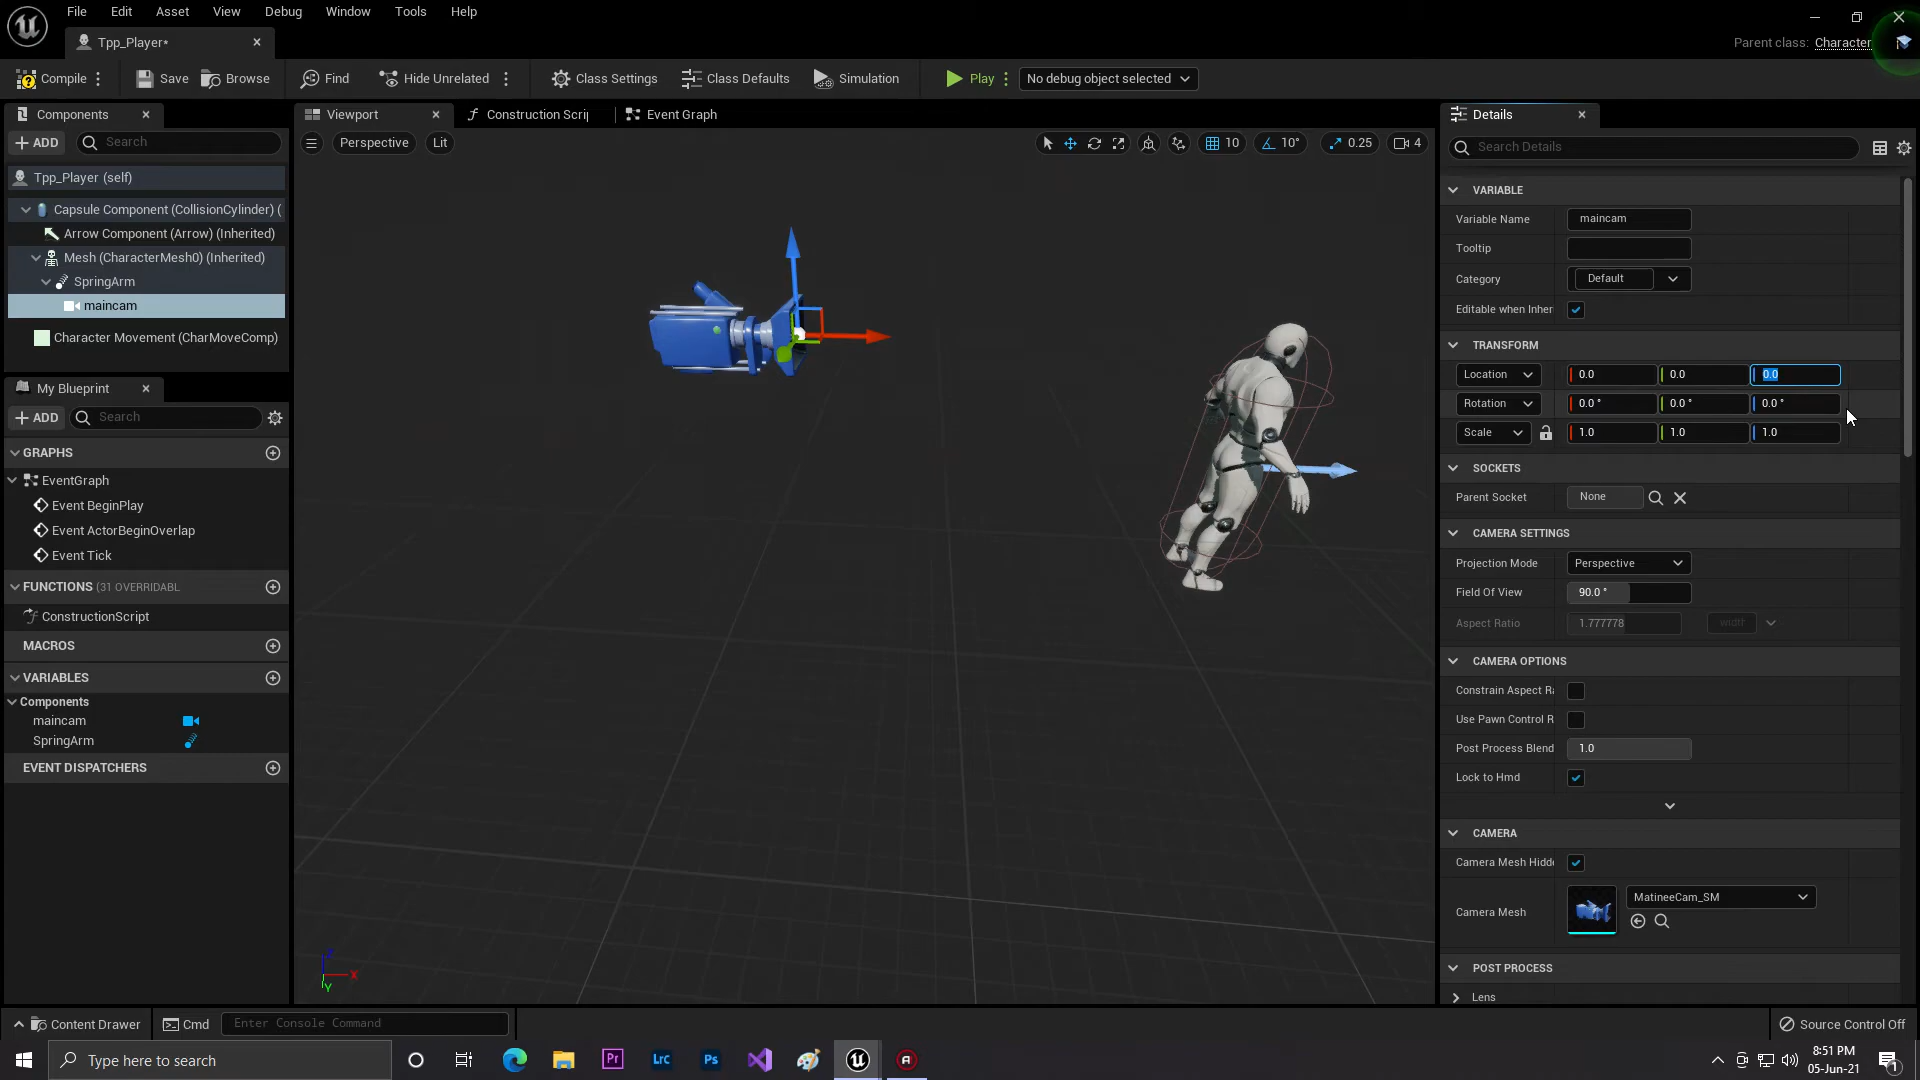 File Edit Asset View Debug Window Tools Help
Tpp_Player*
Parent class: Character
Compile Save Browse Find Hide Unrelated Class Settings Class Defaults Simulation Play No debug object selected
Components
ADD Search
Tpp_Player (self)
Capsule Component (CollisionCylinder) (
Arrow Component (Arrow) (Inherited)
Mesh (CharacterMesh0) (Inherited)
SpringArm
maincam
Character Movement (CharMoveComp)
My Blueprint
ADD Search
GRAPHS
EventGraph
Event BeginPlay
Event ActorBeginOverlap
Event Tick
FUNCTIONS (31 OVERRIDABL
ConstructionScript
MACROS
VARIABLES
Components
maincam
SpringArm
EVENT DISPATCHERS
Viewport Construction Scrip Event Graph
Perspective Lit 10 10° 0.25 4
X
Y
Details
Search Details
VARIABLE
Variable Name maincam
Tooltip
Category Default
Editable when Inher
TRANSFORM
Location 0.0 0.0 0.0
Rotation 0.0 ° 0.0 ° 0.0 °
Scale 1.0 1.0 1.0
SOCKETS
Parent Socket None
CAMERA SETTINGS
Projection Mode Perspective
Field Of View 90.0 °
Aspect Ratio 1.777778 width
CAMERA OPTIONS
Constrain Aspect Ra
Use Pawn Control R
Post Process Blend 1.0
Lock to Hmd
CAMERA
Camera Mesh Hidde
Camera Mesh MatineeCam_SM
POST PROCESS
Lens
Content Drawer Cmd Enter Console Command Source Control Off
Type here to search Pr Lrc Ps 8:51 PM
05-Jun-21 1